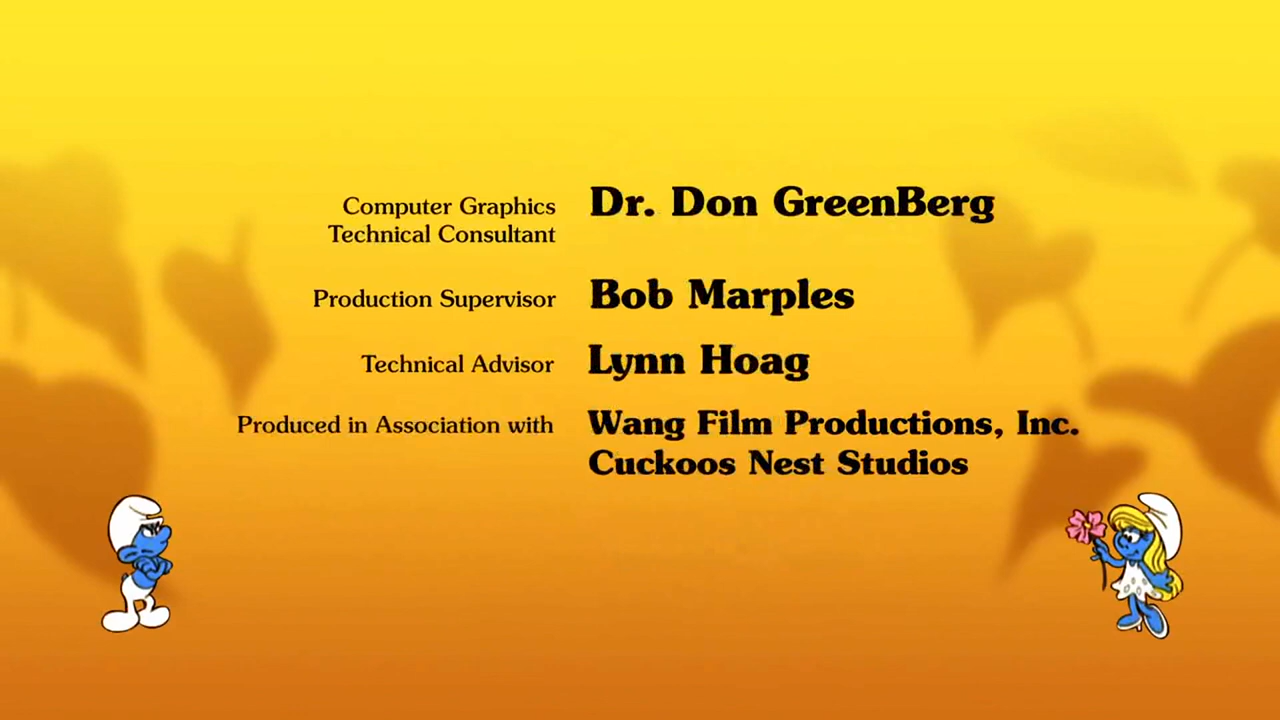 Computer Graphics Dr. Don GreenBerg
Technical Consultant
Production Supervisor Bob Marples
Technical Advisor Lynn Hoag
Produced in Association with Wang Film Productions, Inc.
Cuckoos Nest Studios